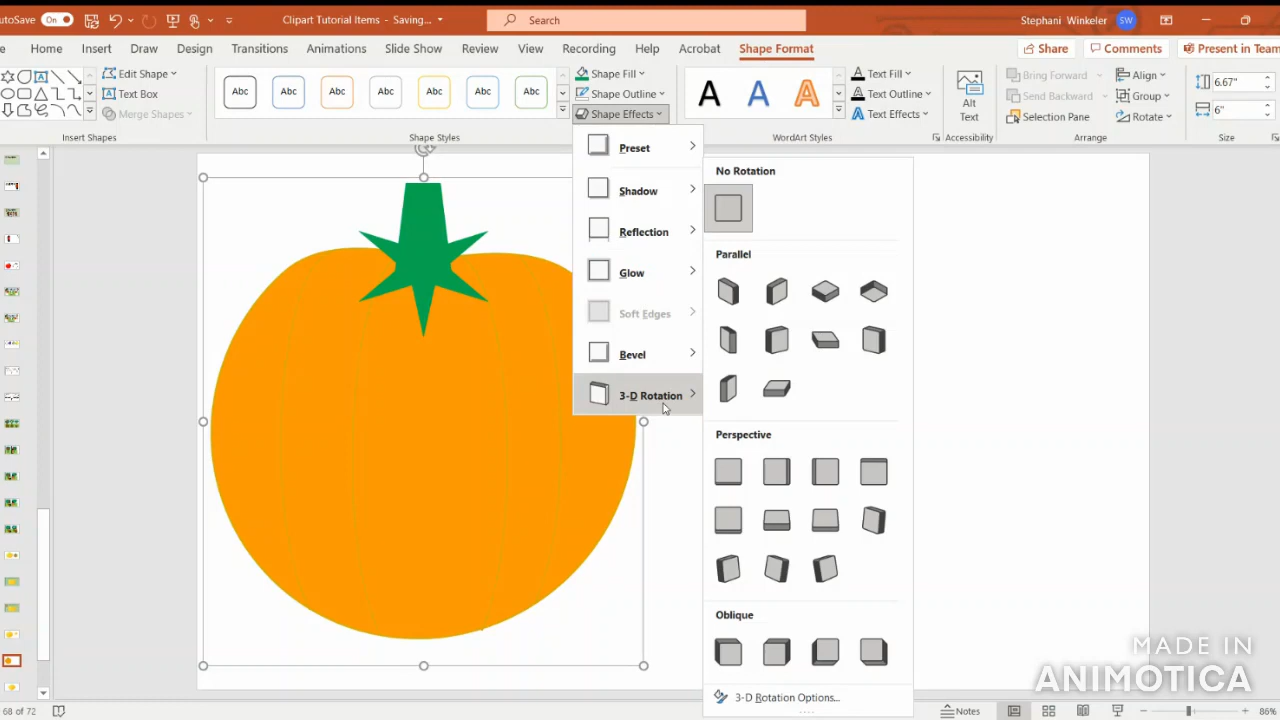 utoSave On
Clipart Tutorial Items - Saving...
Search
Stephani Winkeler SW
Home Insert Draw Design Transitions Animations Slide Show Review View Recording Help Acrobat Shape Format
Share Comments Present in Team
Edit Shape
Text Box
Merge Shapes
Insert Shapes
Abc Abc Abc Abc Abc Abc Abc
Shape Fill
Shape Outline
Shape Effects
Shape Styles
A A A
Text Fill
Text Outline
Text Effects
WordArt Styles
Alt
Text
Accessibility
Bring Forward
Send Backward
Selection Pane
Align
Group
Rotate
Arrange
6.67"
6"
Size
Preset
Shadow
Reflection
Glow
Soft Edges
Bevel
3-D Rotation
No Rotation
Parallel
Perspective
Oblique
3-D Rotation Options...
MADE IN
ANIMOTICA
68 of 72
Notes
86%